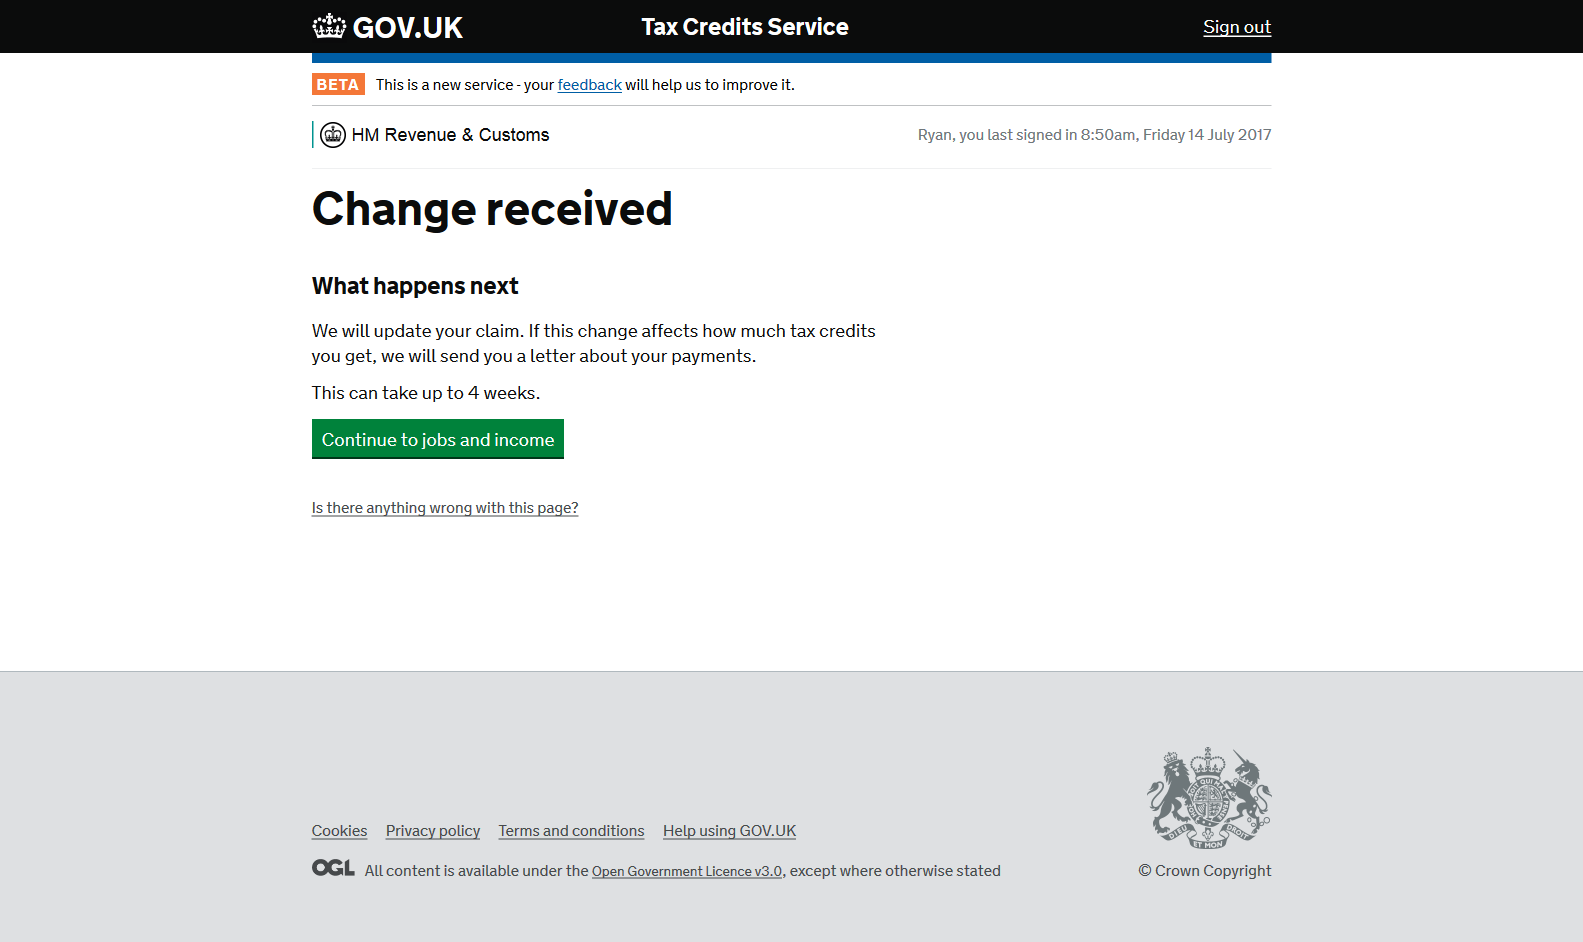 GOV.UK Tax Credits Service Sign out
BETA This is a new service - your feedback will help us to improve it.
HM Revenue & Customs Ryan, you last signed in 8:50am, Friday 14 July 2017
Change received
What happens next
We will update your claim. If this change affects how much tax credits
you get, we will send you a letter about your payments.
This can take up to 4 weeks.
Continue to jobs and income
Is there anything wrong with this page?
Cookies Privacy policy Terms and conditions Help using GOV.UK
OGL All content is available under the Open Government Licence v3.0, except where otherwise stated
DIEU ET MON DROIT
© Crown Copyright